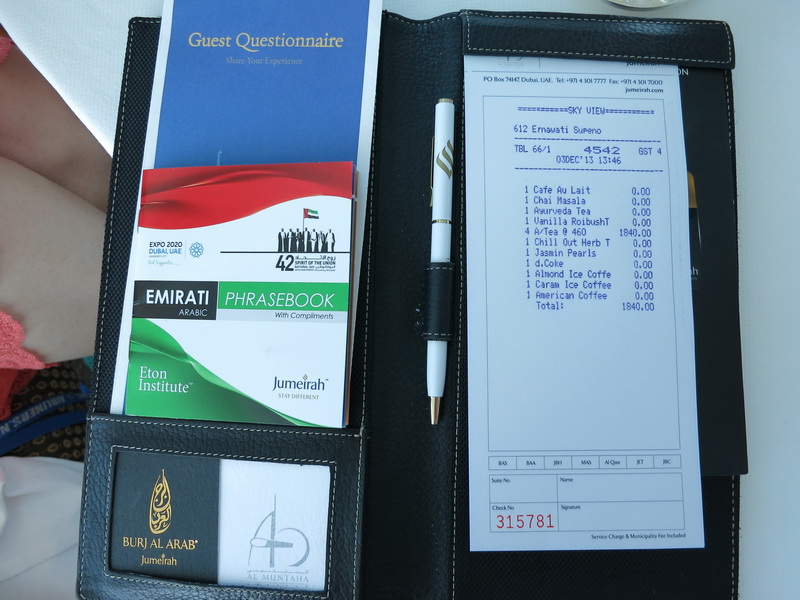 Guest Questionnaire
Share Your Experience
EXPO 2020
DUBAI, UAE
42
SPIRIT OF THE UNION
EMIRATI
ARABIC
PHRASEBOOK
With Compliments
Eton
Institute™
Jumeirah™
STAY DIFFERENT
BURJ AL ARAB®
Jumeirah
AL MUNTAHA
PO Box 74147, Dubai, UAE. Tel: +971 4 301 7777 Fax: +971 4 301 7000
jumeirah.com
===========SKY VIEW===========
612 Ernawati Supeno
TBL 66/1 4542 GST 4
03DEC'13 13:46
1 Cafe Au Lait 0.00
1 Chai Masala 0.00
1 Ayurveda Tea 0.00
1 Vanilla RoibushT 0.00
4 A/Tea @ 460 1840.00
1 Chill Out Herb T 0.00
1 Jasmin Pearls 0.00
1 d.Coke 0.00
1 Almond Ice Coffe 0.00
1 Caram Ice Coffee 0.00
1 American Coffee 0.00
Total: 1840.00
BAS BAA JBH MAS Al Qasr JET JBC
Suite No Name
Check No Signature
315781
Service Charge & Municipality Fee Included